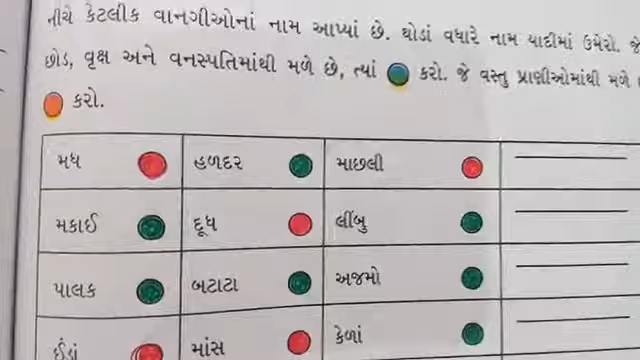 નીચે કેટલીક વાનગીઓનાં નામ આપ્યાં છે. થોડાં વધારે નામ યાદીમાં ઉમેરો. જે
છોડ, વૃક્ષ અને વનસ્પતિમાંથી મળે છે, ત્યાં કરો. જે વસ્તુ પ્રાણીઓમાંથી મળે
કરો.
મધ હળદર માછલી
મકાઈ દૂધ લીંબુ
પાલક બટાટા અજમો
ઈંડાં માંસ કેળાં